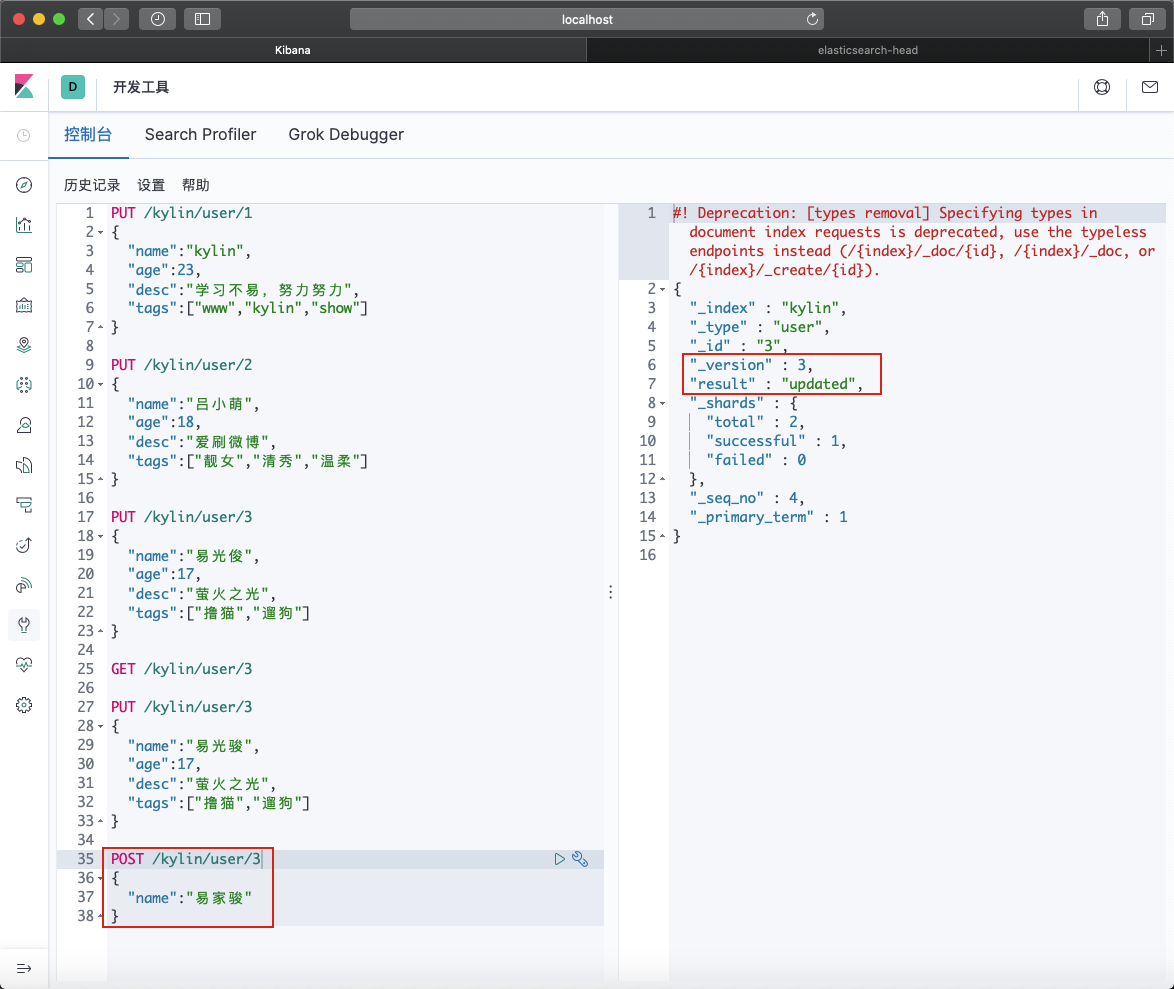 localhost
Kibana
elasticsearch-head
D
开发工具
控制台 Search Profiler Grok Debugger
历史记录 设置 帮助
1 PUT /kylin/user/1
2 {
3 "name":"kylin",
4 "age":23,
5 "desc":"学习不易, 努力努力",
6 "tags":["www","kylin","show"]
7 }
8
9 PUT /kylin/user/2
10 {
11 "name":"吕小萌",
12 "age":18,
13 "desc":"爱刷微博",
14 "tags":["靓女","清秀","温柔"]
15 }
16
17 PUT /kylin/user/3
18 {
19 "name":"易光俊",
20 "age":17,
21 "desc":"萤火之光",
22 "tags":["撸猫","遛狗"]
23 }
24
25 GET /kylin/user/3
26
27 PUT /kylin/user/3
28 {
29 "name":"易光骏",
30 "age":17,
31 "desc":"萤火之光",
32 "tags":["撸猫","遛狗"]
33 }
34
35 POST /kylin/user/3
36 {
37 "name":"易家骏"
38 }
1 #! Deprecation: [types removal] Specifying types in
document index requests is deprecated, use the typeless
endpoints instead (/{index}/_doc/{id}, /{index}/_doc, or
/{index}/_create/{id}).
2 {
3 "_index" : "kylin",
4 "_type" : "user",
5 "_id" : "3",
6 "_version" : 3,
7 "result" : "updated",
8 "_shards" : {
9 "total" : 2,
10 "successful" : 1,
11 "failed" : 0
12 },
13 "_seq_no" : 4,
14 "_primary_term" : 1
15 }
16